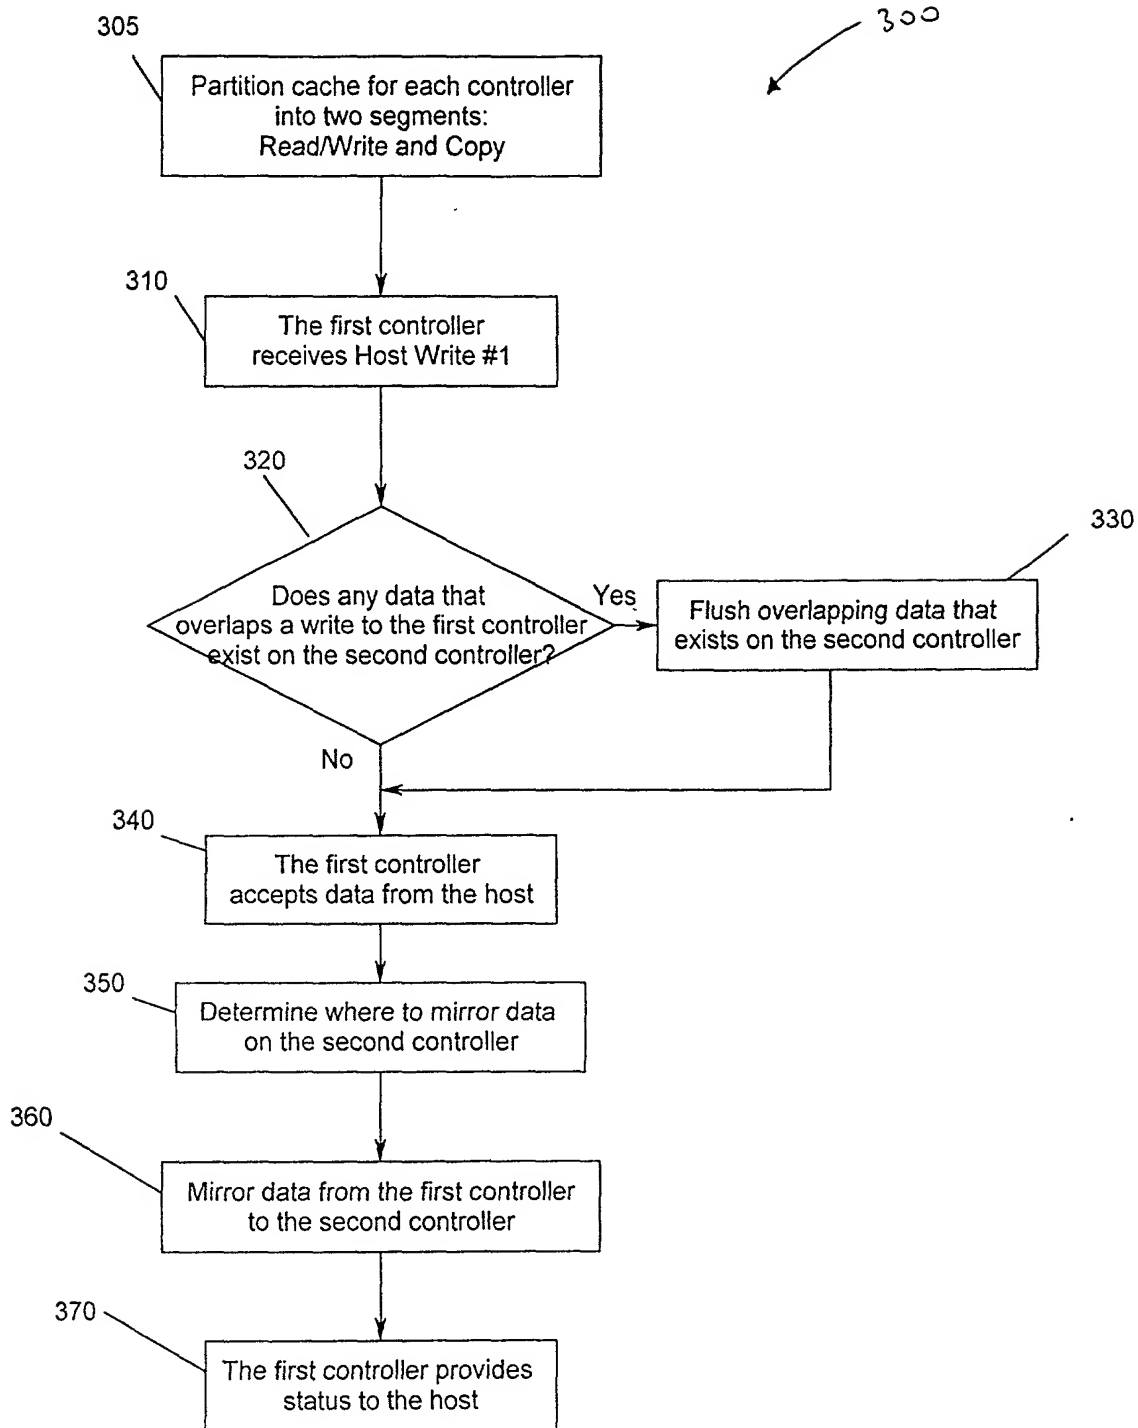 300
305
Partition cache for each controller
into two segments:
Read/Write and Copy
310
The first controller
receives Host Write #1
320
Does any data that
overlaps a write to the first controller
exist on the second controller?
Yes
330
Flush overlapping data that
exists on the second controller
No
340
The first controller
accepts data from the host
350
Determine where to mirror data
on the second controller
360
Mirror data from the first controller
to the second controller
370
The first controller provides
status to the host